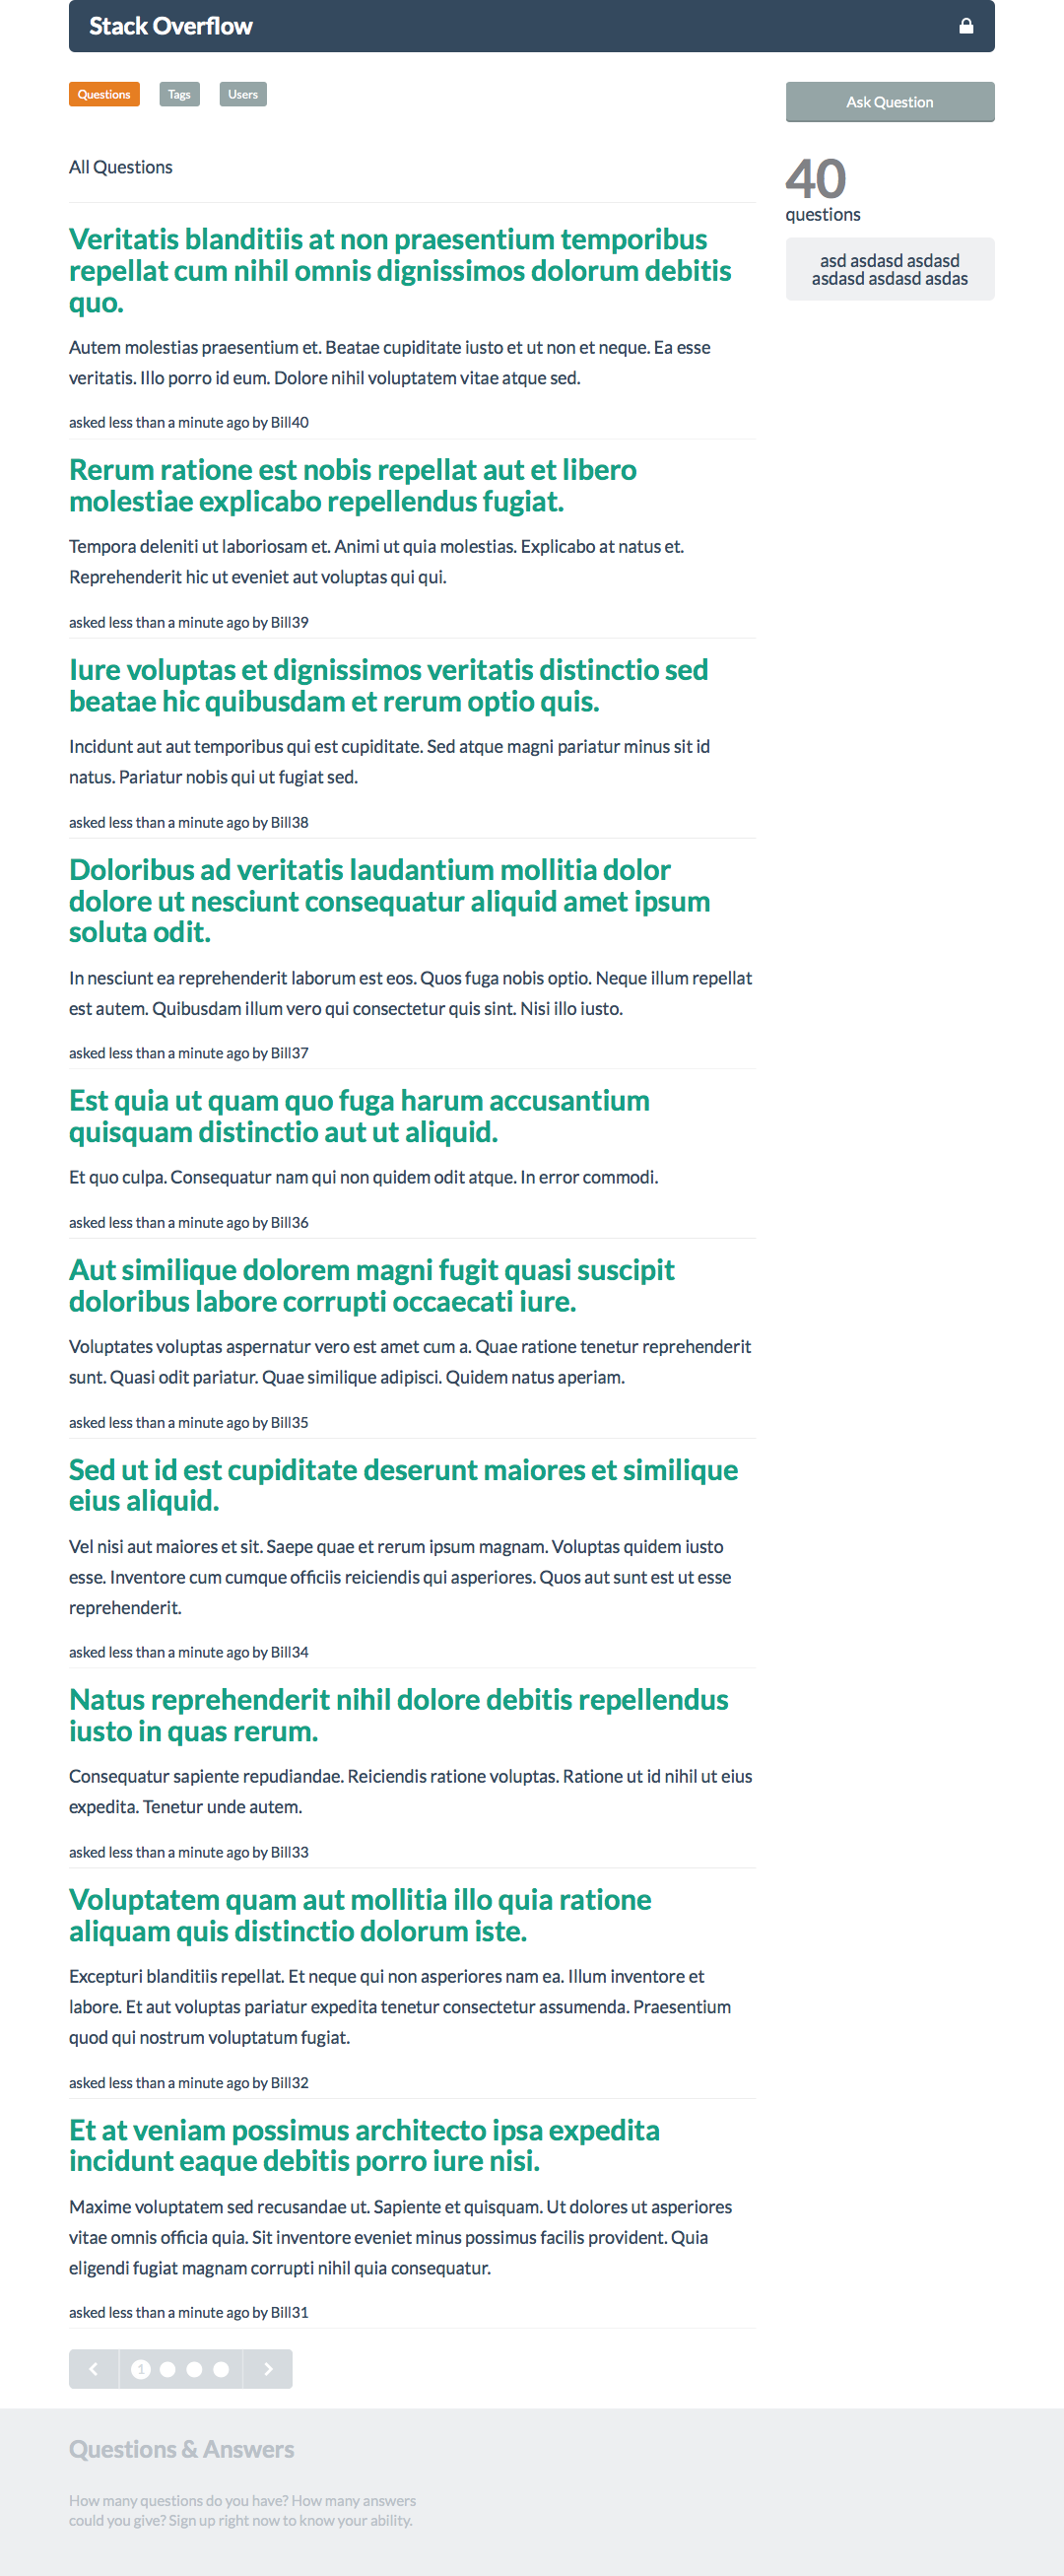 Stack Overflow
Questions
Tags
Users
Ask Question
All Questions
40
questions
asd asdasd asdasd
asdasd asdasd asdas
Veritatis blanditiis at non praesentium temporibus
repellat cum nihil omnis dignissimos dolorum debitis
quo.
Autem molestias praesentium et. Beatae cupiditate iusto et ut non et neque. Ea esse
veritatis. Illo porro id eum. Dolore nihil voluptatem vitae atque sed.
asked less than a minute ago by Bill40
Rerum ratione est nobis repellat aut et libero
molestiae explicabo repellendus fugiat.
Tempora deleniti ut laboriosam et. Animi ut quia molestias. Explicabo at natus et.
Reprehenderit hic ut eveniet aut voluptas qui qui.
asked less than a minute ago by Bill39
Iure voluptas et dignissimos veritatis distinctio sed
beatae hic quibusdam et rerum optio quis.
Incidunt aut aut temporibus qui est cupiditate. Sed atque magni pariatur minus sit id
natus. Pariatur nobis qui ut fugiat sed.
asked less than a minute ago by Bill38
Doloribus ad veritatis laudantium mollitia dolor
dolore ut nesciunt consequatur aliquid amet ipsum
soluta odit.
In nesciunt ea reprehenderit laborum est eos. Quos fuga nobis optio. Neque illum repellat
est autem. Quibusdam illum vero qui consectetur quis sint. Nisi illo iusto.
asked less than a minute ago by Bill37
Est quia ut quam quo fuga harum accusantium
quisquam distinctio aut ut aliquid.
Et quo culpa. Consequatur nam qui non quidem odit atque. In error commodi.
asked less than a minute ago by Bill36
Aut similique dolorem magni fugit quasi suscipit
doloribus labore corrupti occaecati iure.
Voluptates voluptas aspernatur vero est amet cum a. Quae ratione tenetur reprehenderit
sunt. Quasi odit pariatur. Quae similique adipisci. Quidem natus aperiam.
asked less than a minute ago by Bill35
Sed ut id est cupiditate deserunt maiores et similique
eius aliquid.
Vel nisi aut maiores et sit. Saepe quae et rerum ipsum magnam. Voluptas quidem iusto
esse. Inventore cum cumque officiis reiciendis qui asperiores. Quos aut sunt est ut esse
reprehenderit.
asked less than a minute ago by Bill34
Natus reprehenderit nihil dolore debitis repellendus
iusto in quas rerum.
Consequatur sapiente repudiandae. Reiciendis ratione voluptas. Ratione ut id nihil ut eius
expedita. Tenetur unde autem.
asked less than a minute ago by Bill33
Voluptatem quam aut mollitia illo quia ratione
aliquam quis distinctio dolorum iste.
Excepturi blanditiis repellat. Et neque qui non asperiores nam ea. Illum inventore et
labore. Et aut voluptas pariatur expedita tenetur consectetur assumenda. Praesentium
quod qui nostrum voluptatum fugiat.
asked less than a minute ago by Bill32
Et at veniam possimus architecto ipsa expedita
incidunt eaque debitis porro iure nisi.
Maxime voluptatem sed recusandae ut. Sapiente et quisquam. Ut dolores ut asperiores
vitae omnis officia quia. Sit inventore eveniet minus possimus facilis provident. Quia
eligendi fugiat magnam corrupti nihil quia consequatur.
asked less than a minute ago by Bill31
1
Questions & Answers
How many questions do you have? How many answers
could you give? Sign up right now to know your ability.